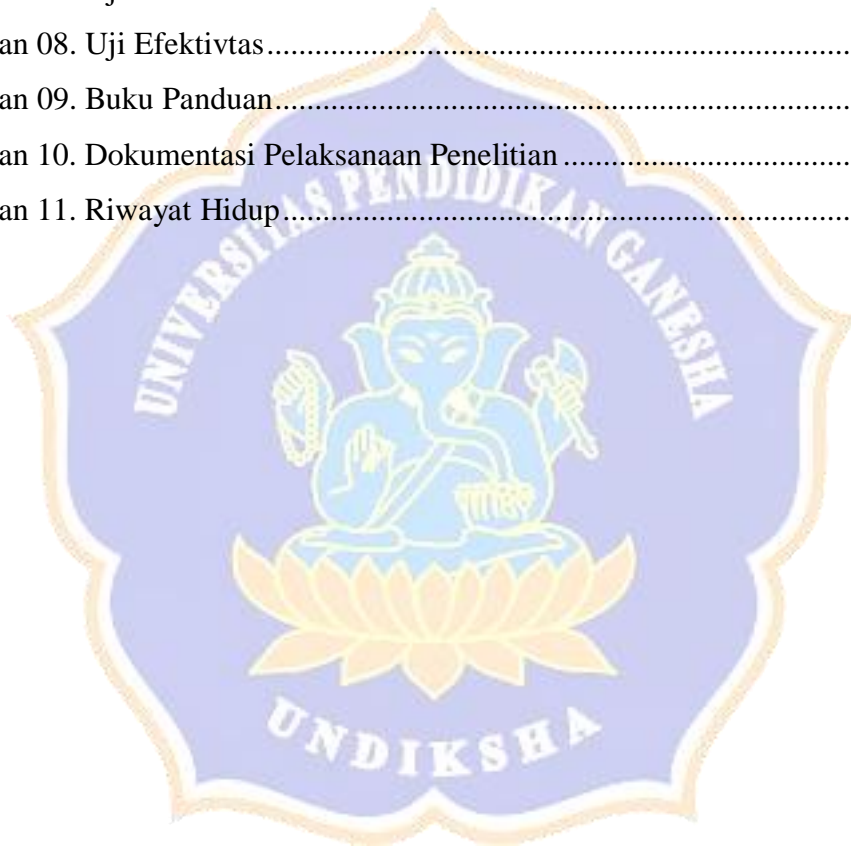 an 08. Uji Efektivtas
an 09. Buku Panduan
an 10. Dokumentasi Pelaksanaan Penelitian
an 11. Riwayat Hidup
UNIVERSITAS PENDIDIKAN GANESHA
UNDIKSHA